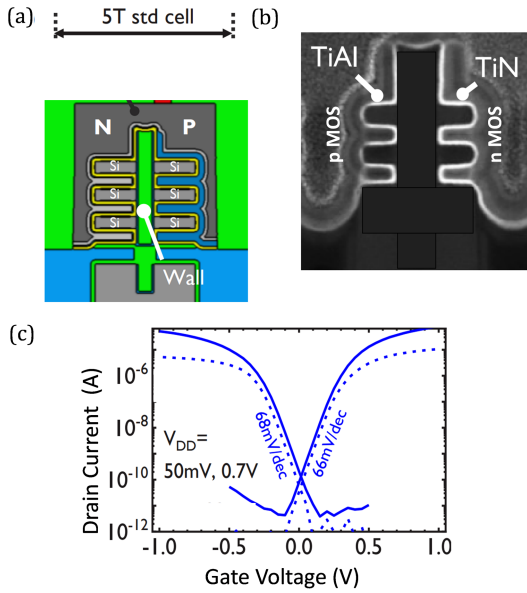 (a)
5T std cell
N P
Si Si
Si Si
Si Si
Wall
(b)
TiAl
TiN
p MOS
n MOS
(c)
Drain Current (A)
10-6
10-8
10-10
10-12
68mV/dec
66mV/dec
VDD=
50mV, 0.7V
-1.0 -0.5 0.0 0.5 1.0
Gate Voltage (V)